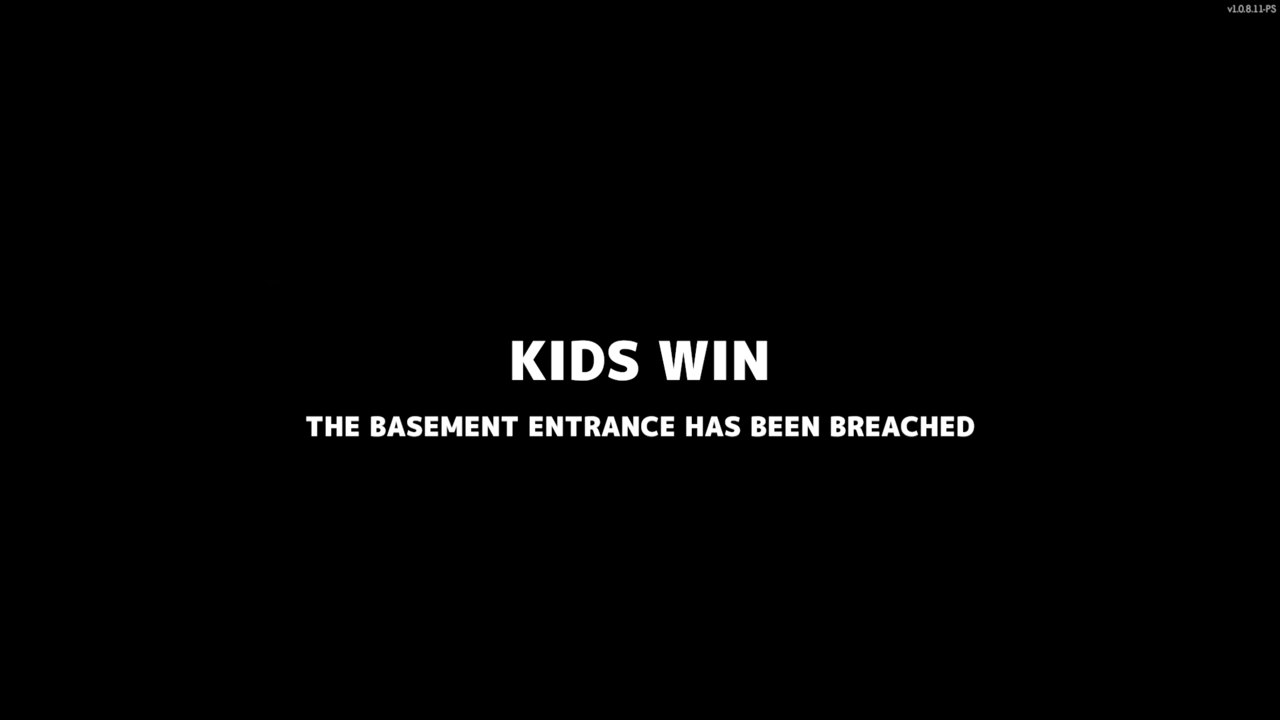 v1.0.8.11-PS
KIDS WIN
THE BASEMENT ENTRANCE HAS BEEN BREACHED